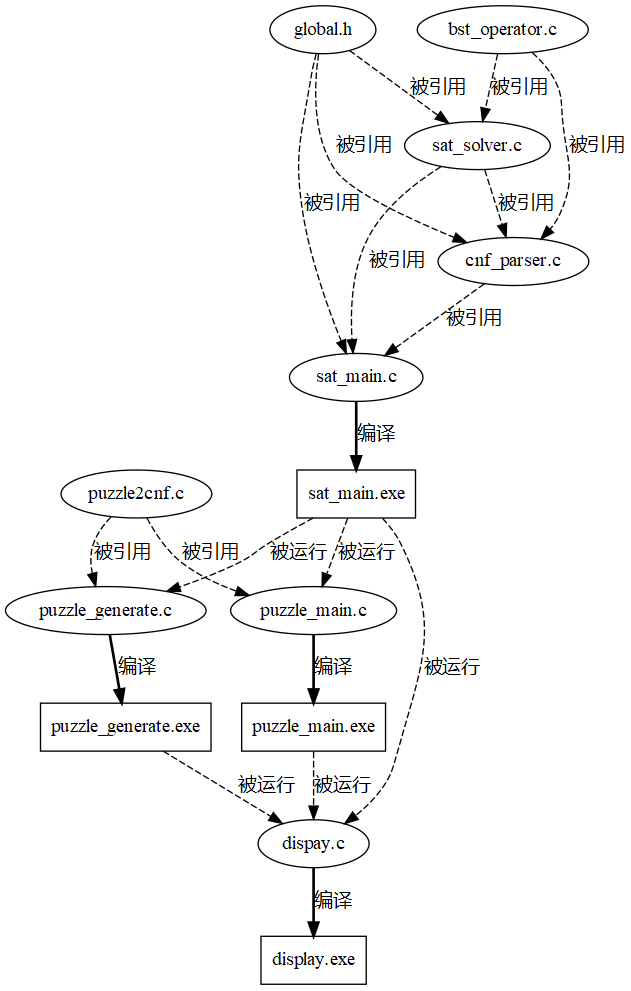 global.h
bst_operator.c
被引用
被引用
sat_solver.c
被引用
被引用
被引用
被引用
被引用
cnf_parser.c
被引用
sat_main.c
编译
puzzle2cnf.c
sat_main.exe
被引用
被引用
被运行
被运行
puzzle_generate.c
puzzle_main.c
编译
编译
被运行
puzzle_generate.exe
puzzle_main.exe
被运行
被运行
dispay.c
编译
display.exe